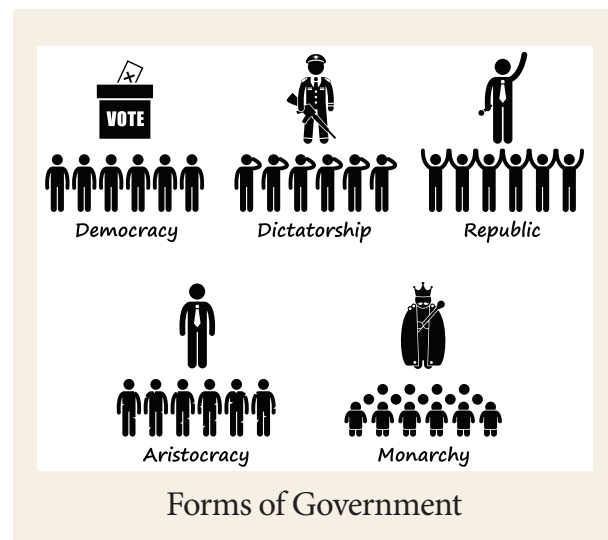 VOTE
Democracy
Dictatorship
Republic
Aristocracy
Monarchy
Forms of Government